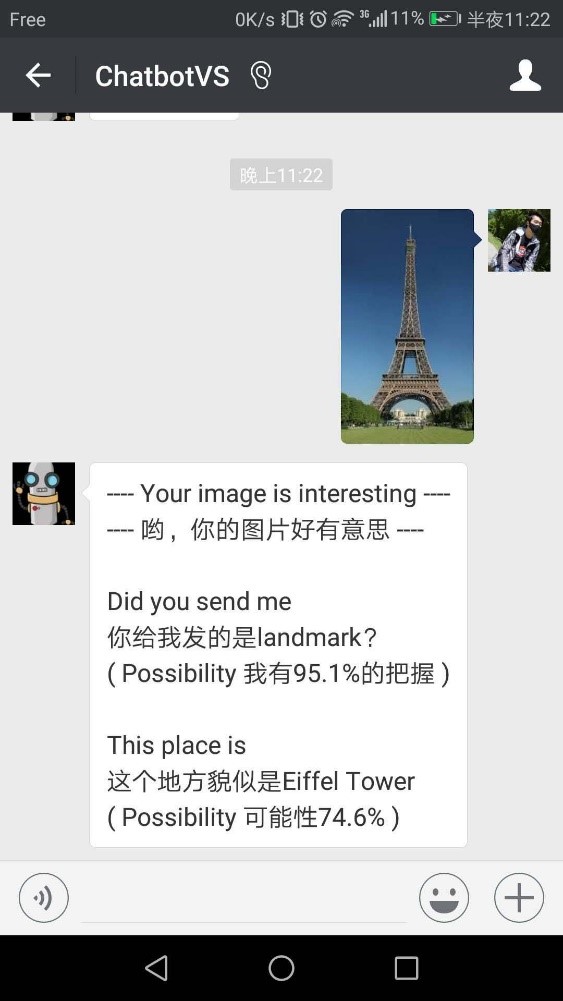 Free 0K/s 3G 11% 半夜11:22
ChatbotVS
晚上11:22
---- Your image is interesting ----
---- 哟，你的图片好有意思 ----
Did you send me
你给我发的是landmark？
( Possibility 我有95.1%的把握 )
This place is
这个地方貌似是Eiffel Tower
( Possibility 可能性74.6% )